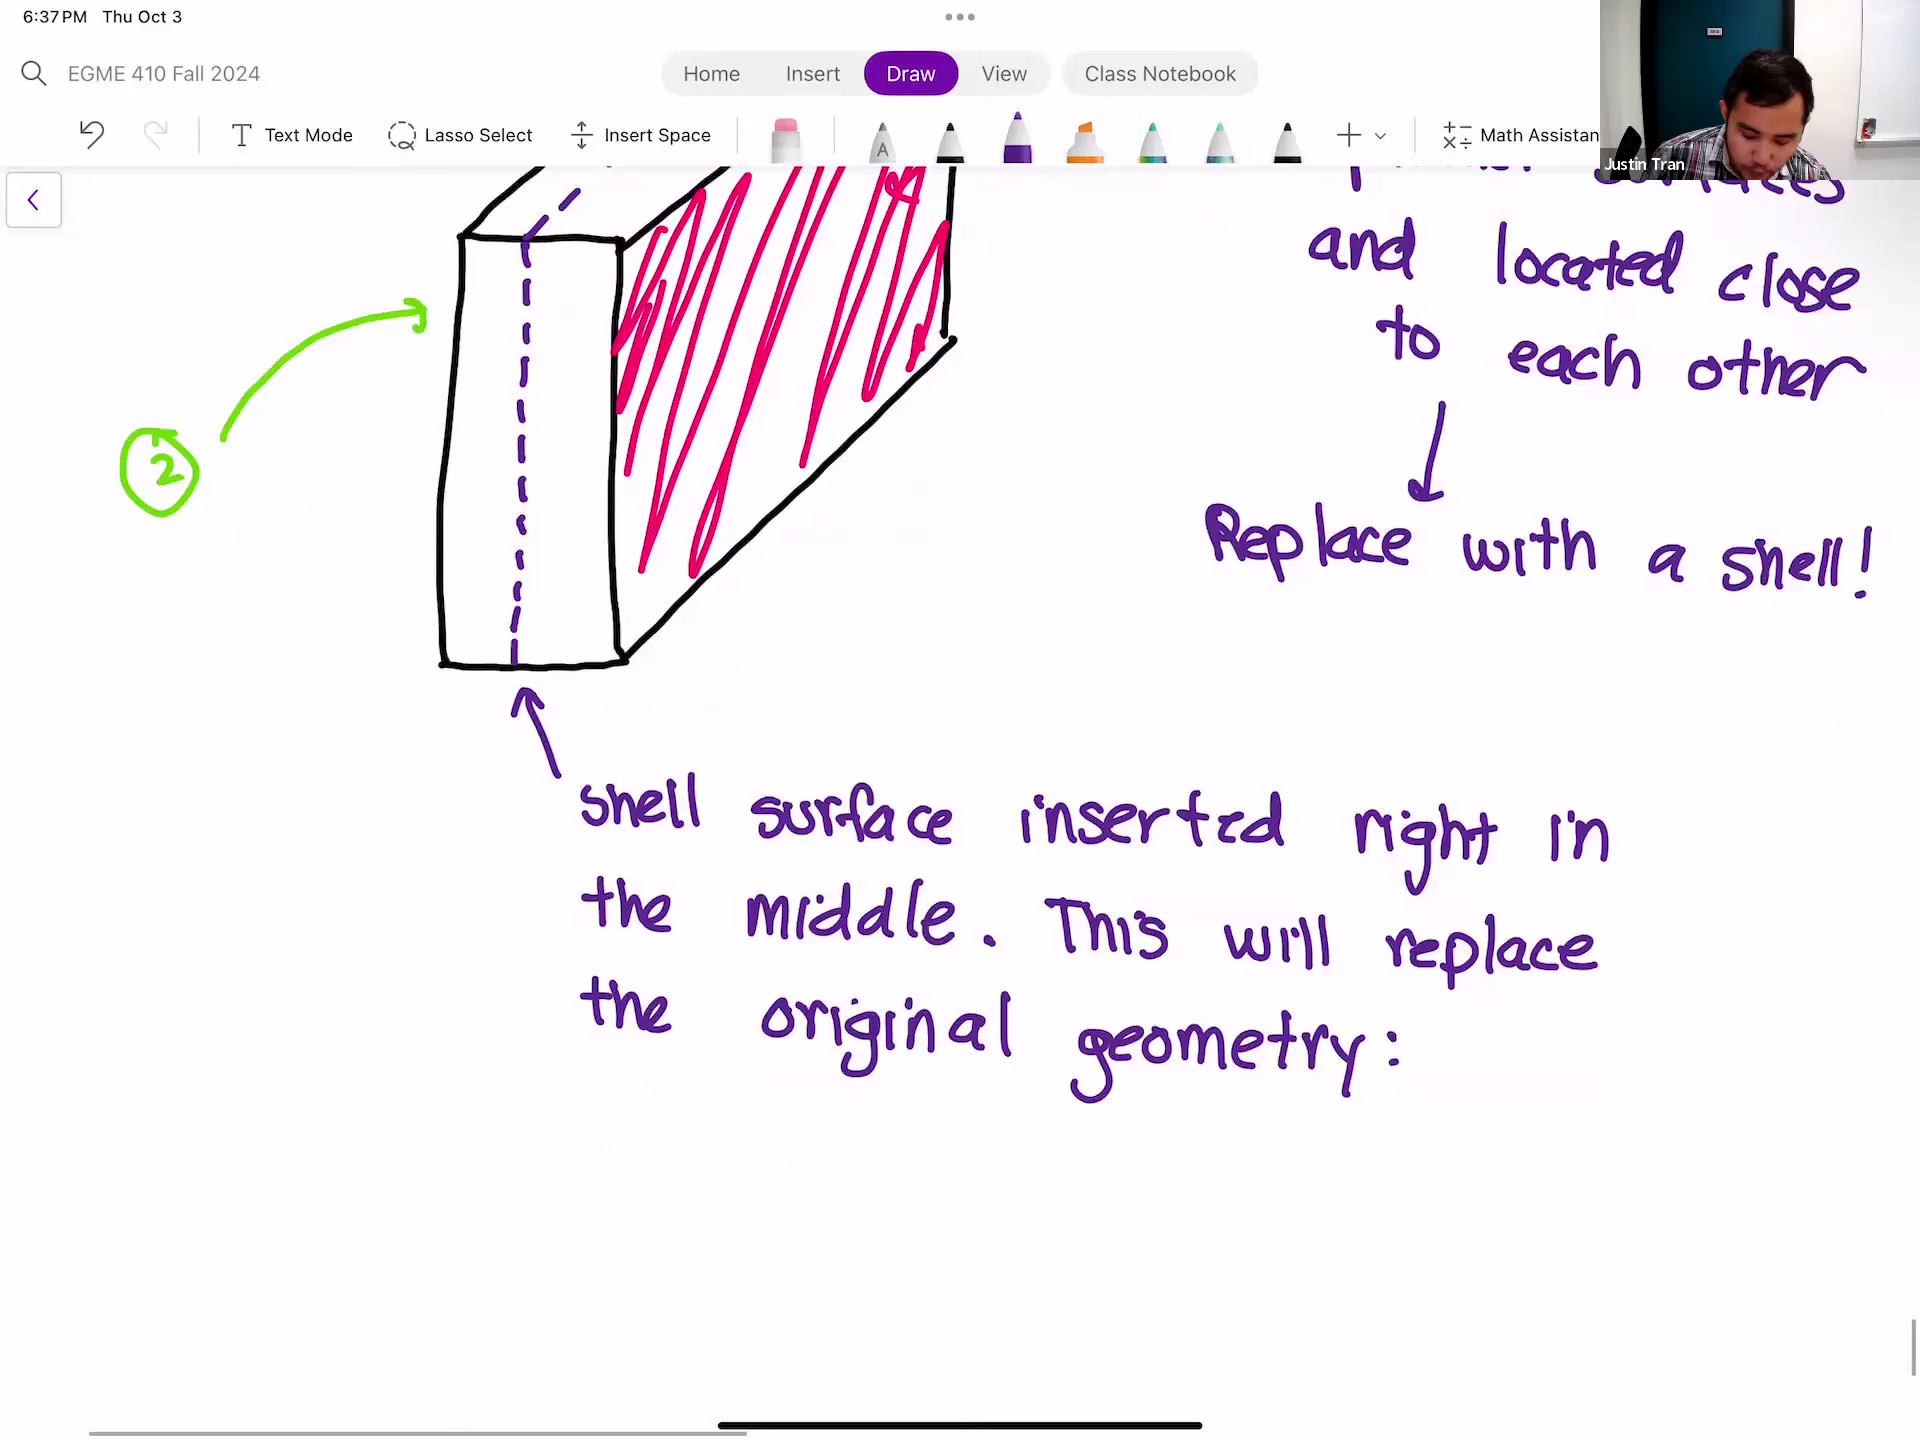 6:37 PM Thu Oct 3
EGME 410 Fall 2024
Home Insert Draw View Class Notebook
Text Mode Lasso Select Insert Space A Math Assistan
Justin Tran
and located close
to each other
2
Replace with a shell!
shell surface inserted right in
the middle. This will replace
the original geometry: